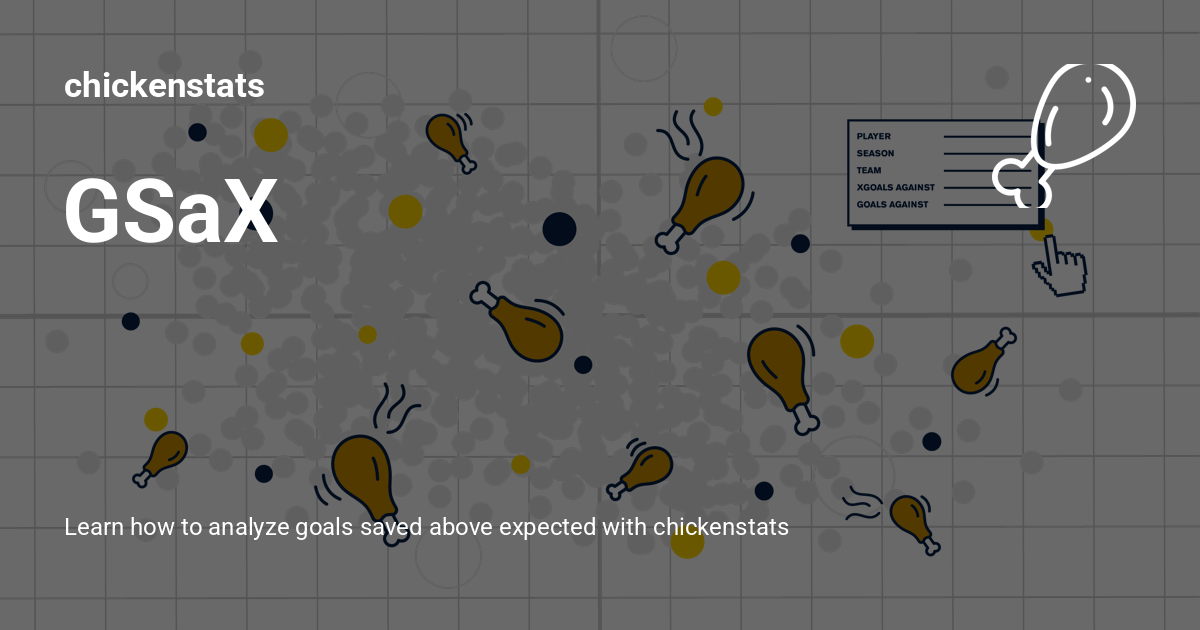 chickenstats
GSaX
PLAYER
SEASON
TEAM
XGOALS AGAINST
GOALS AGAINST
Learn how to analyze goals saved above expected with chickenstats